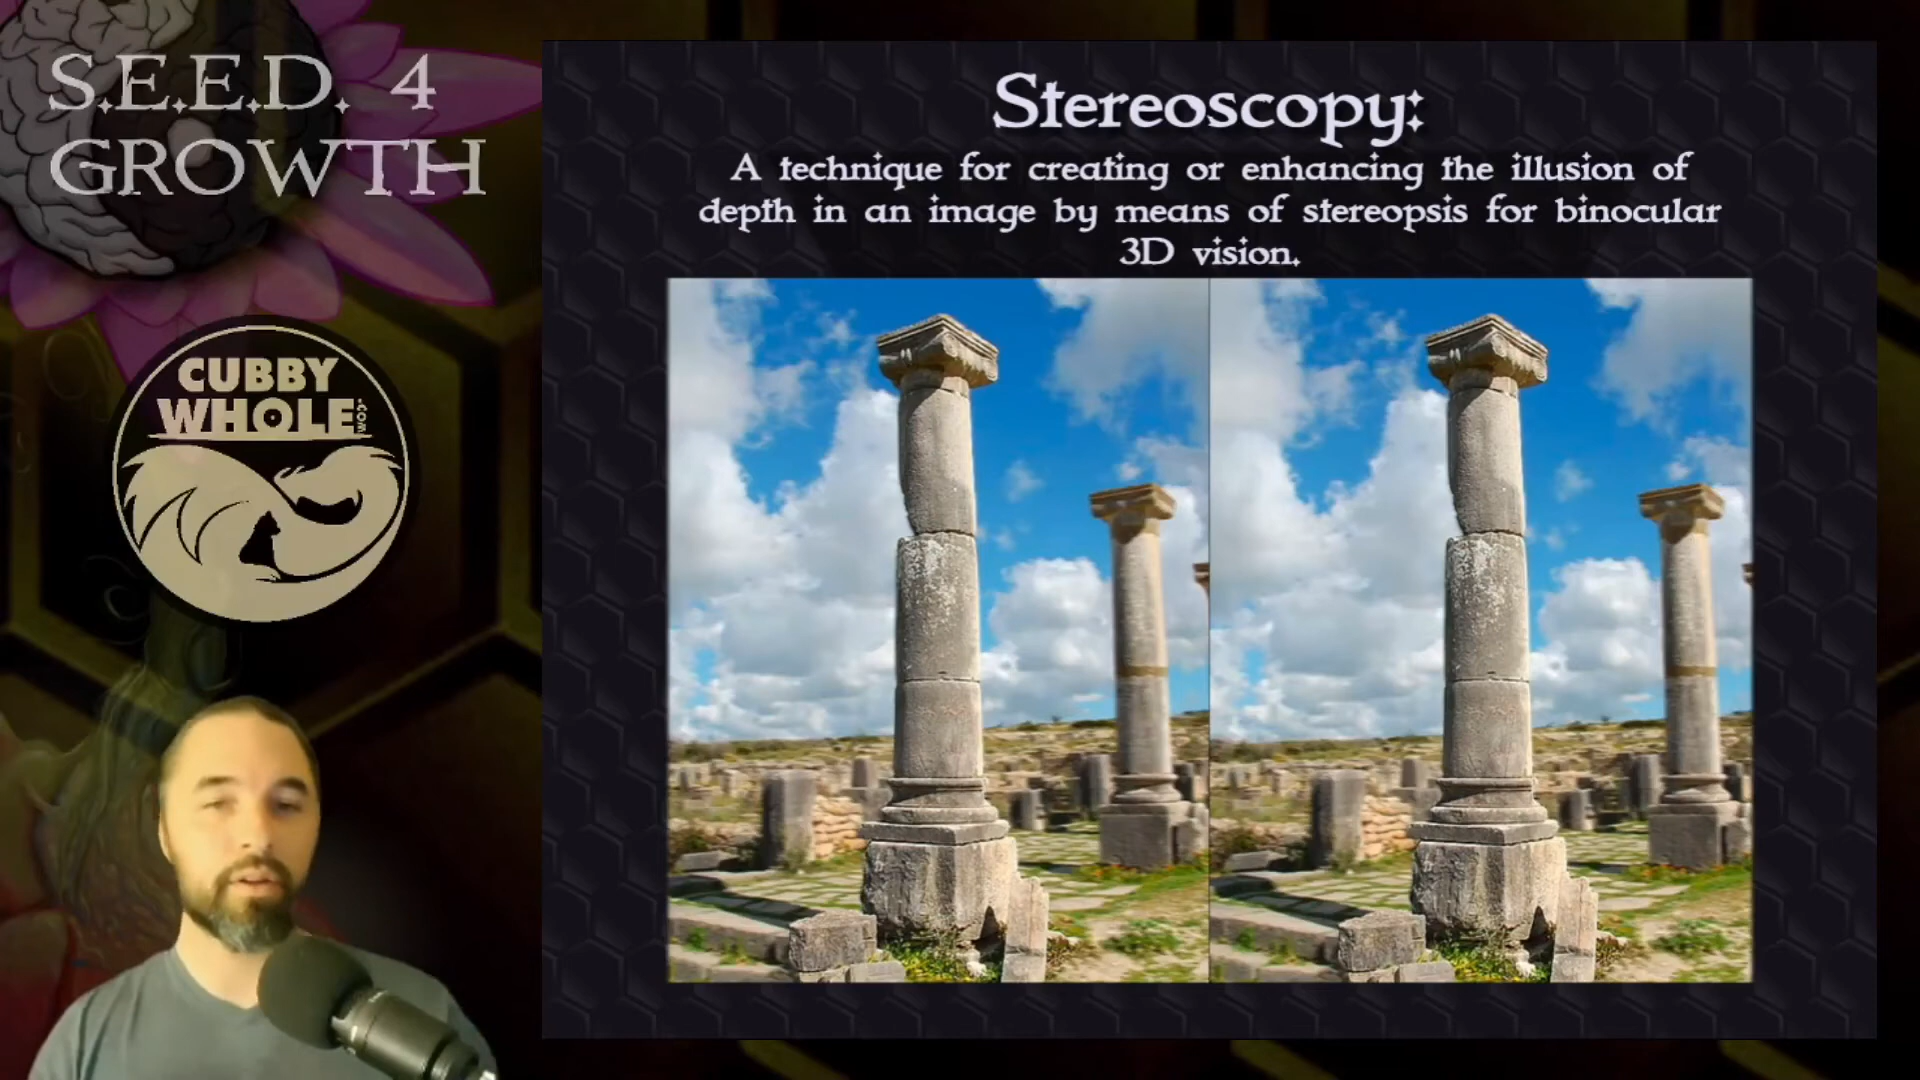 S.E.E.D. 4
GROWTH
CUBBY
WHOLE.COM
Stereoscopy:
A technique for creating or enhancing the illusion of
depth in an image by means of stereopsis for binocular
3D vision.